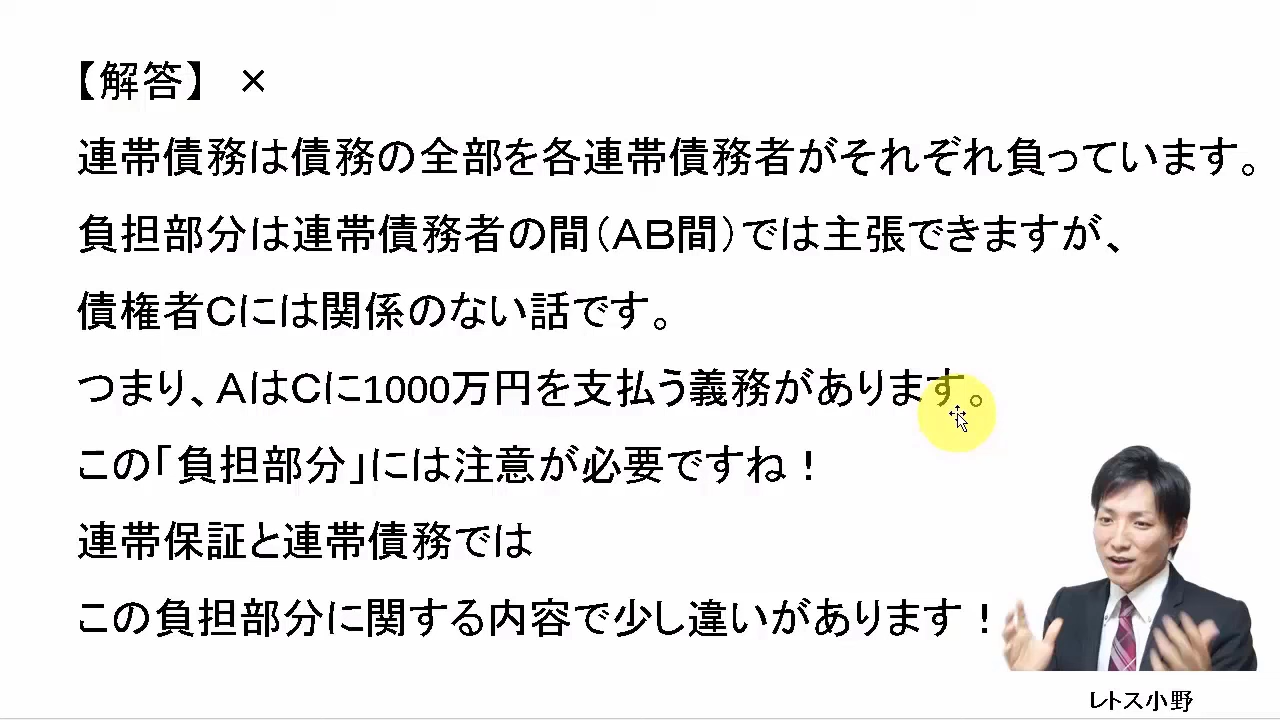 【解答】 ×
連帯債務は債務の全部を各連帯債務者がそれぞれ負っています。
負担部分は連帯債務者の間（ＡＢ間）では主張できますが、
債権者Ｃには関係のない話です。
つまり、ＡはＣに1000万円を支払う義務があります。
この「負担部分」には注意が必要ですね！
連帯保証と連帯債務では
この負担部分に関する内容で少し違いがあります！
レトス小野